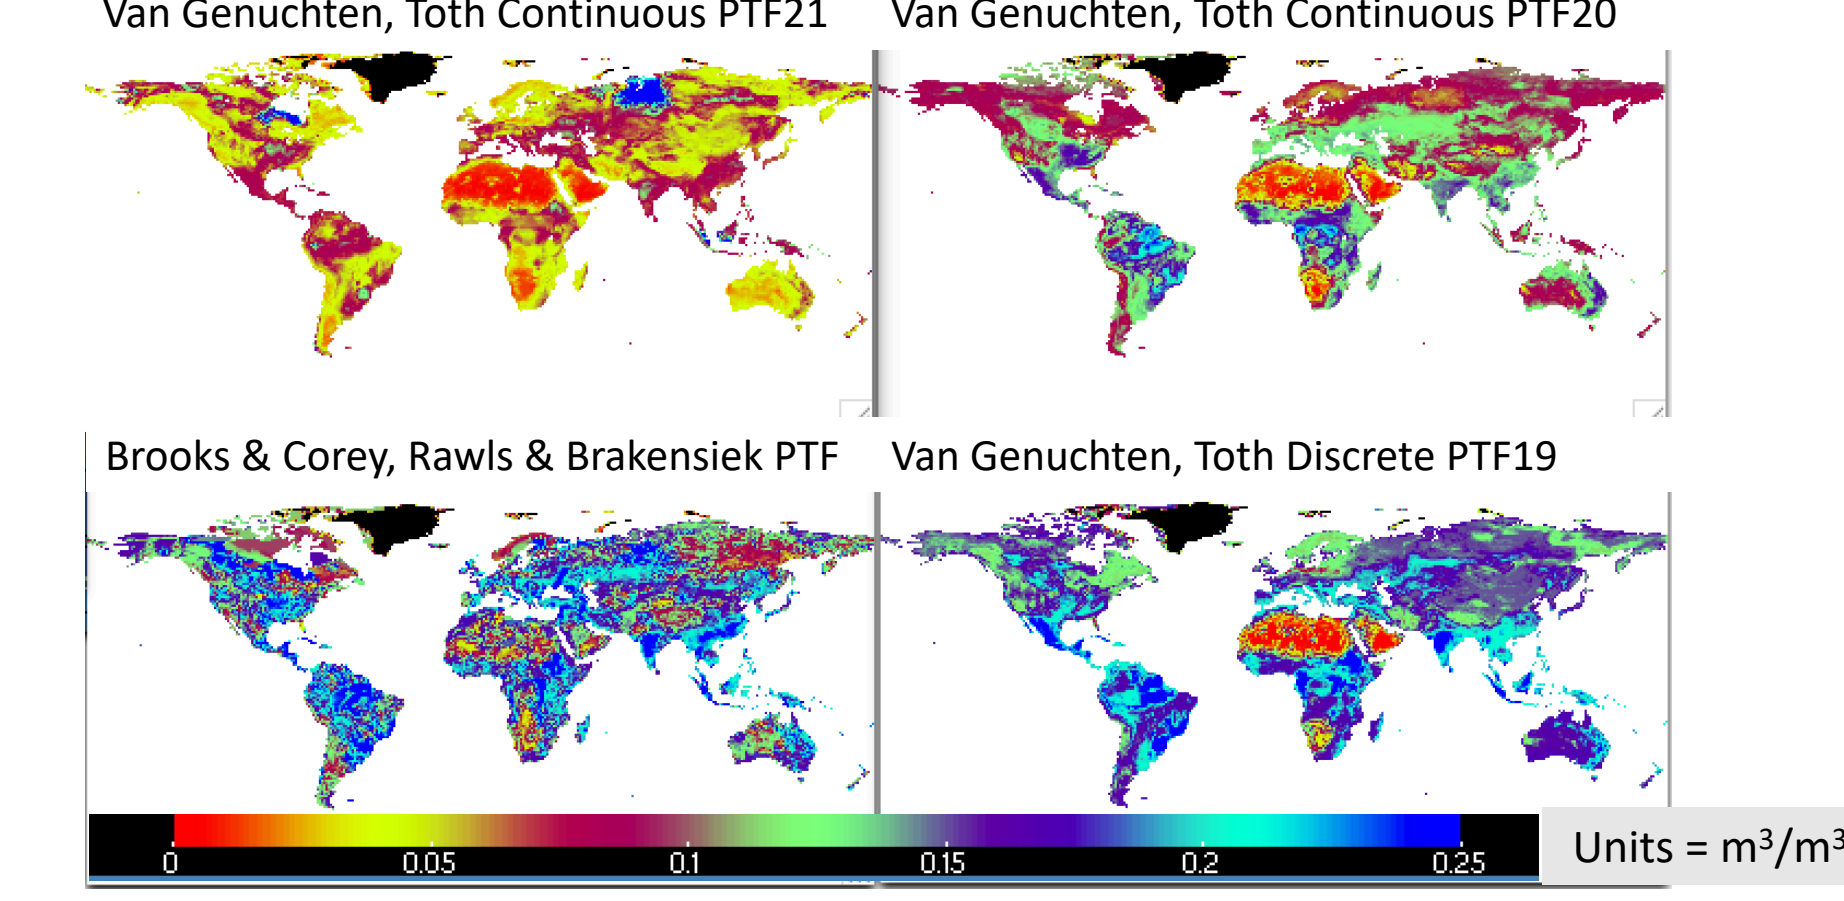 Van Genuchten, Toth Continuous PTF21
Van Genuchten, Toth Continuous PTF20
Brooks & Corey, Rawls & Brakensiek PTF
Van Genuchten, Toth Discrete PTF19
0 0.05 0.1 0.15 0.2 0.25
Units = m³/m³